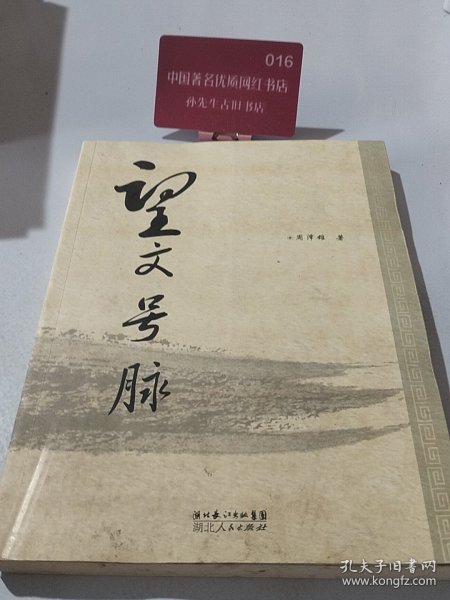 016
中国著名优质网红书店
孙先生古旧书店
望文号脉
周泽雄 著
湖北长江出版集团
湖北人民出版社
孔夫子旧书网
www.kongfz.com